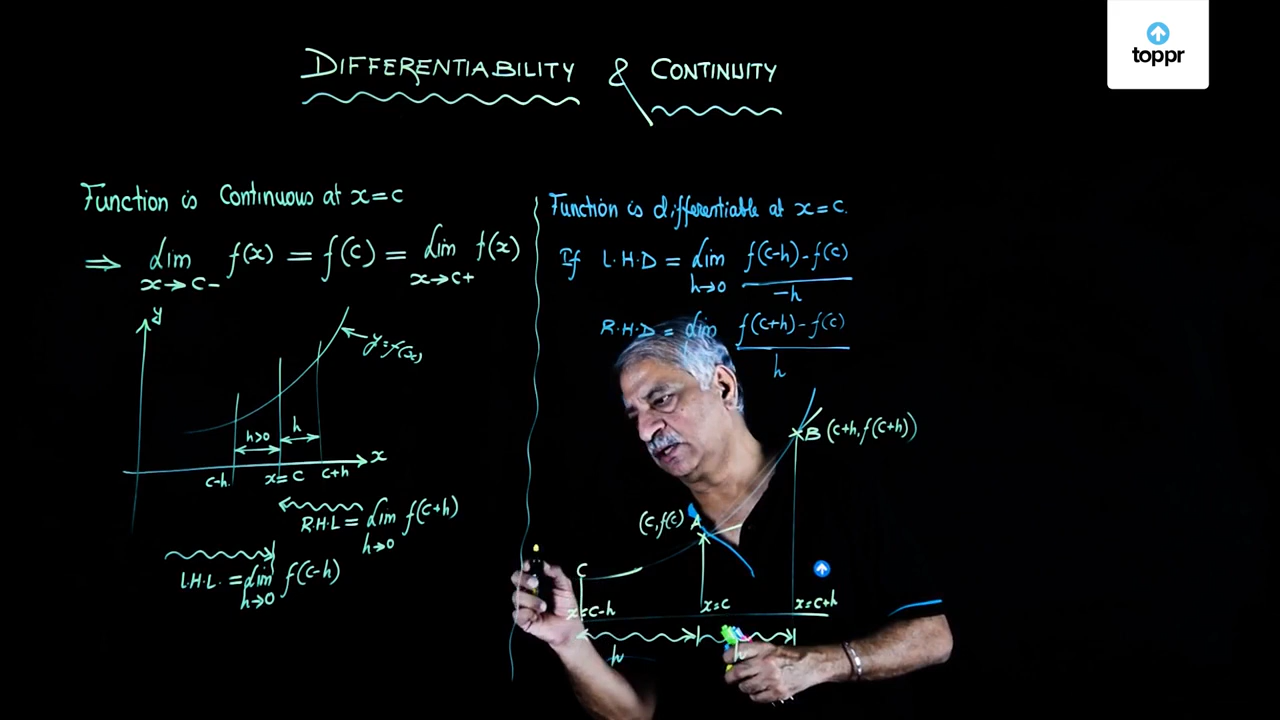 toppr
DIFFERENTIABILITY & CONTINUITY
Function is Continuous at x=c
⇒ lim f(x) = f(c) = lim f(x)
x→c- x→c+
y
y=f(x)
h>0 h
x
c-h. x=c c+h
R.H.L = lim f(c+h)
h→0
L.H.L. = lim f(c-h)
h→0
Function is differentiable at x=c.
If L.H.D = lim f(c-h)-f(c)
h→0 -h
R.H.D = lim f(c+h)-f(c)
h
B (c+h, f(c+h))
(c, f(c) A
C
x=c-h x=c x=c+h
h h